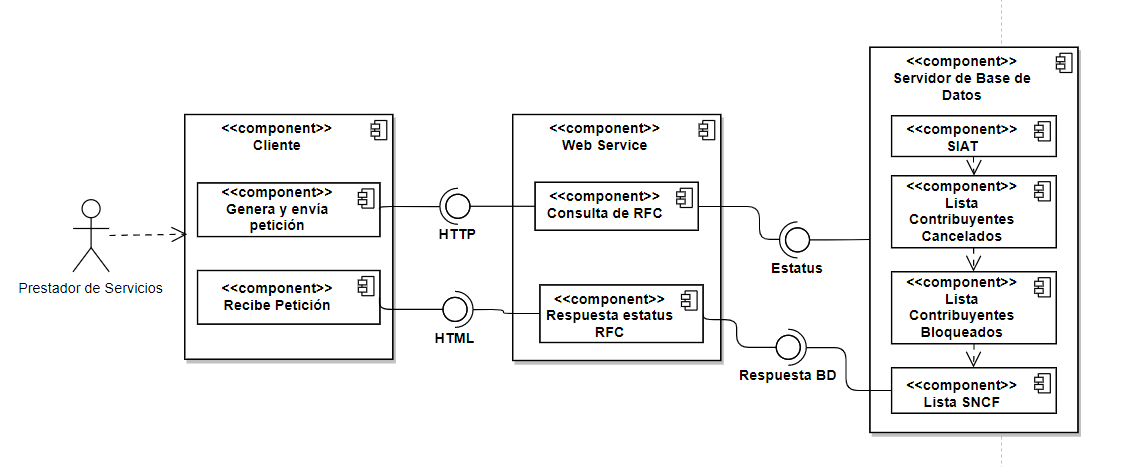 <<component>>
Servidor de Base de
Datos
<<component>>
SIAT
<<component>>
Lista
Contribuyentes
Cancelados
<<component>>
Lista
Contribuyentes
Bloqueados
<<component>>
Lista SNCF
<<component>>
Cliente
<<component>>
Genera y envía
petición
<<component>>
Recibe Petición
<<component>>
Web Service
<<component>>
Consulta de RFC
<<component>>
Respuesta estatus
RFC
HTTP
HTML
Estatus
Respuesta BD
Prestador de Servicios